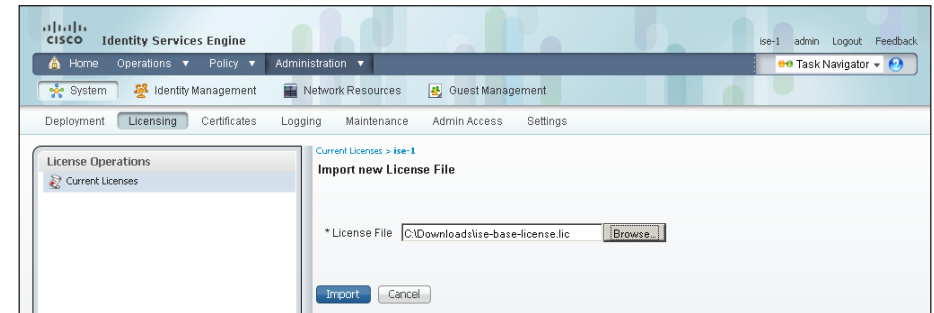 CISCO Identity Services Engine
ise-1 admin Logout Feedback
Home Operations Policy Administration Task Navigator
System Identity Management Network Resources Guest Management
Deployment Licensing Certificates Logging Maintenance Admin Access Settings
License Operations
Current Licenses
Current Licenses > ise-1
Import new License File
* License File C:\Downloads\ise-base-license.lic Browse...
Import Cancel